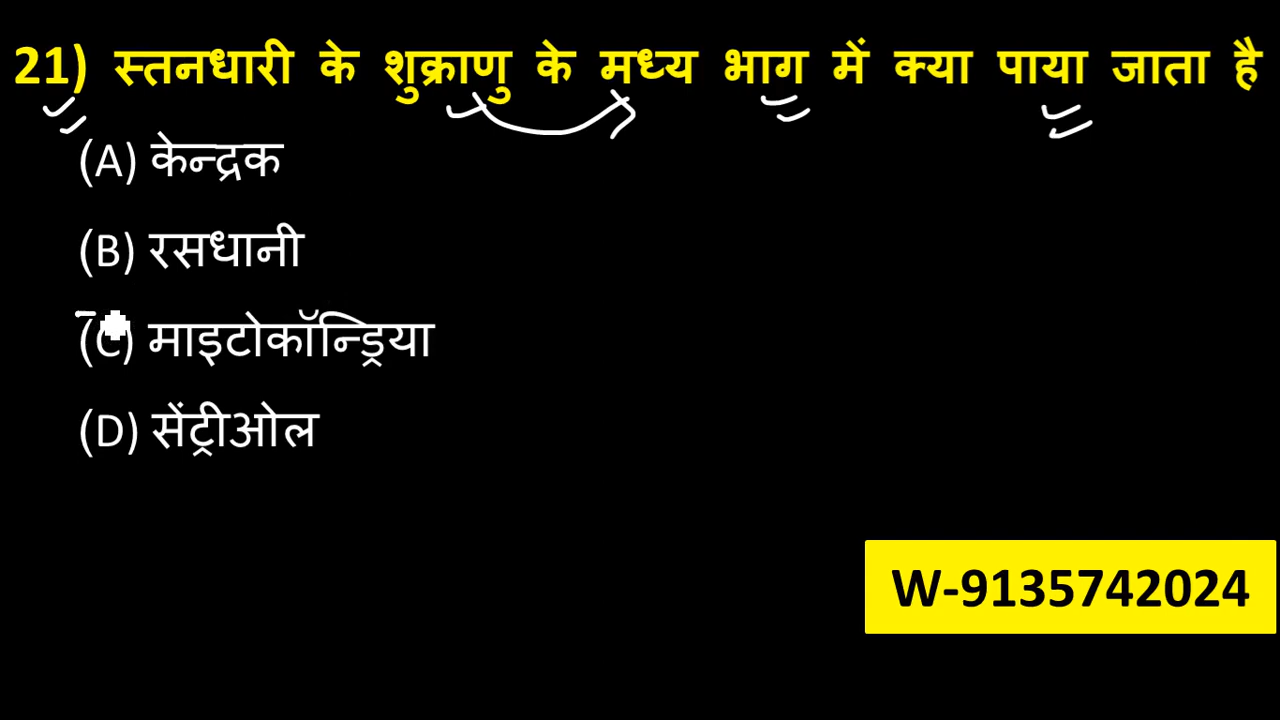 21) स्तनधारी के शुक्राणु के मध्य भाग में क्या पाया जाता है
(A) केन्द्रक
(B) रसधानी
(C) माइटोकॉन्ड्रिया
(D) सेंट्रीओल
W-9135742024